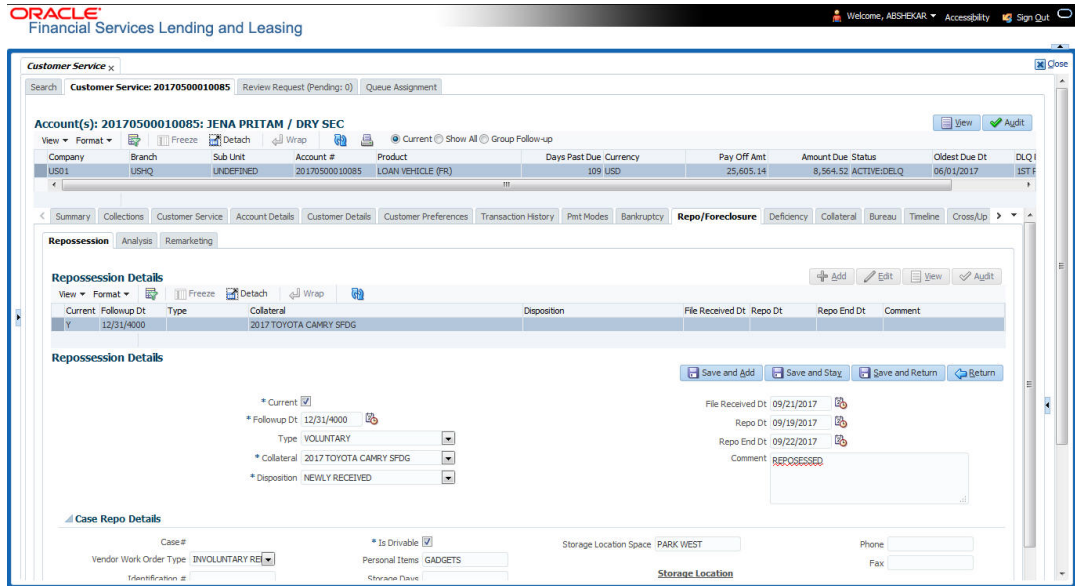 ORACLE
Financial Services Lending and Leasing
Welcome, ABSHEKAR Accessibility Sign Out
Customer Service x
Close
Search Customer Service: 20170500010085 Review Request (Pending: 0) Queue Assignment
Account(s): 20170500010085: JENA PRITAM / DRY SEC
View Audit
View Format Freeze Detach Wrap Current Show All Group Follow-up
Company Branch Sub Unit Account # Product Days Past Due Currency Pay Off Amt Amount Due Status Oldest Due Dt DLQ
US01 USHQ UNDEFINED 20170500010085 LOAN VEHICLE (FR) 109 USD 25,605.14 8,564.52 ACTIVE:DELQ 06/01/2017 1ST
Summary Collections Customer Service Account Details Customer Details Customer Preferences Transaction History Pmt Modes Bankruptcy Repo/Foreclosure Deficiency Collateral Bureau Timeline Cross/Up
Repossession Analysis Remarketing
Repossession Details
Add Edit View Audit
View Format Freeze Detach Wrap
Current Followup Dt Type Collateral Disposition File Received Dt Repo Dt Repo End Dt Comment
Y 12/31/4000 2017 TOYOTA CAMRY SFDG
Repossession Details
Save and Add Save and Stay Save and Return Return
* Current File Received Dt 09/21/2017
* Followup Dt 12/31/4000 Repo Dt 09/19/2017
Type VOLUNTARY Repo End Dt 09/22/2017
* Collateral 2017 TOYOTA CAMRY SFDG Comment REPOSESSED
* Disposition NEWLY RECEIVED
Case Repo Details
Case# * Is Drivable Storage Location Space PARK WEST Phone
Vendor Work Order Type INVOLUNTARY RE Personal Items GADGETS Fax
Identification # Storage Days Storage Location